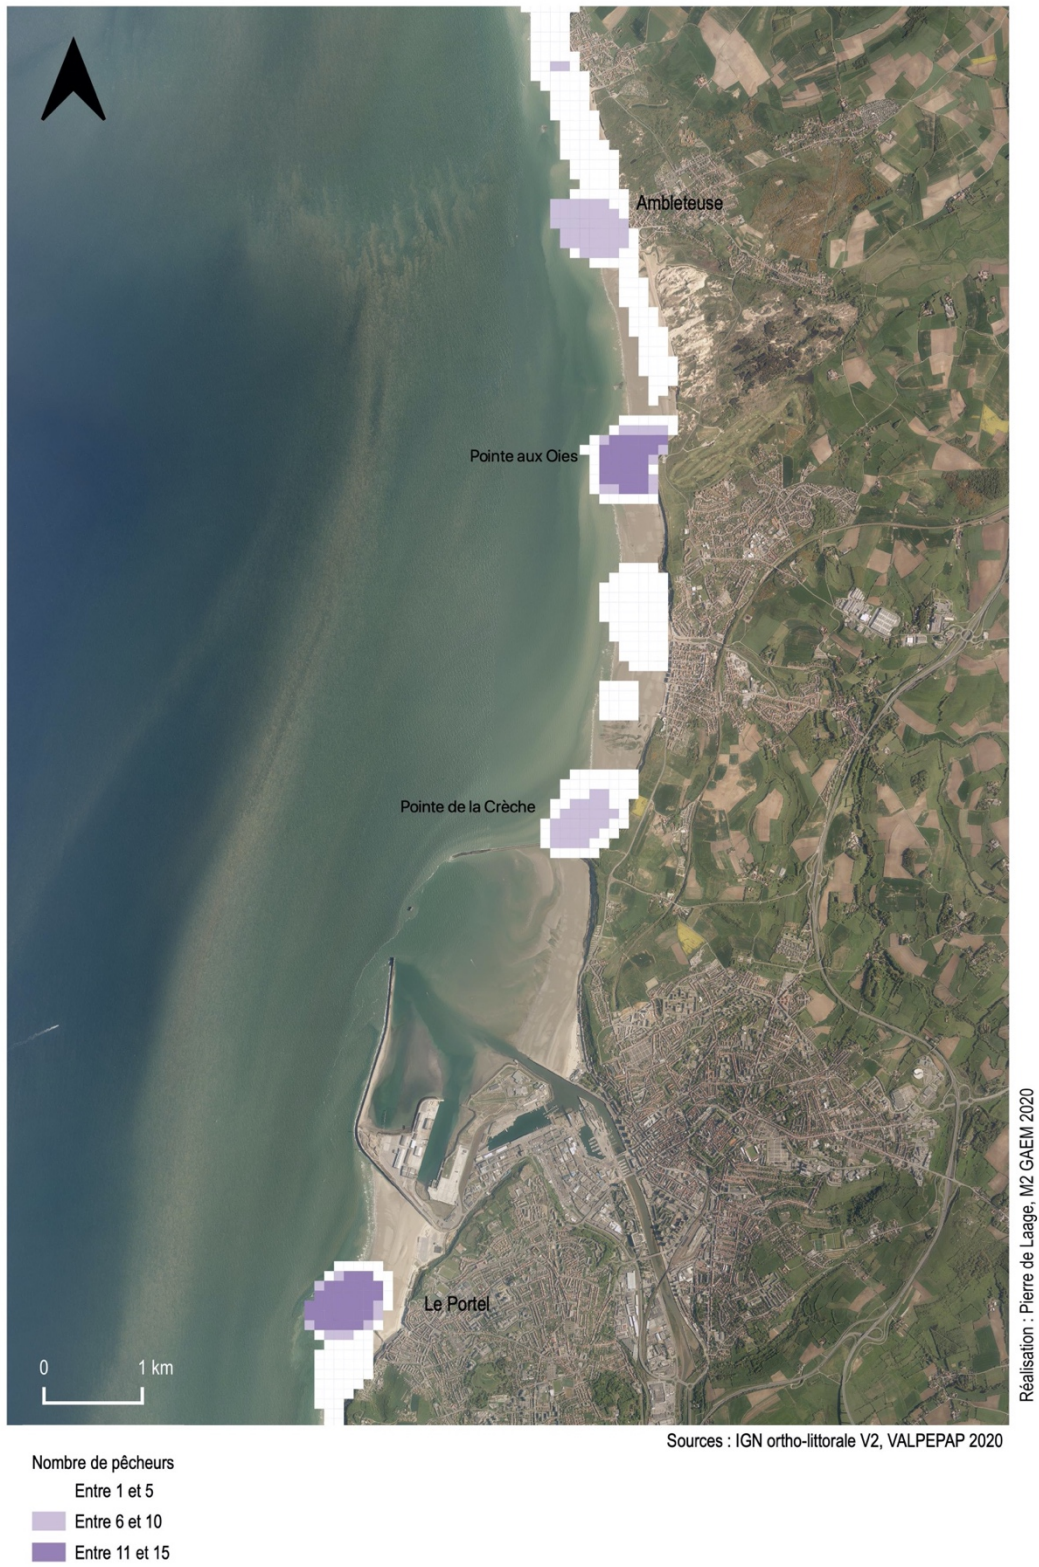 Ambleteuse
Pointe aux Oies
Pointe de la Crèche
Le Portel
0 1 km
Réalisation : Pierre de Laage, M2 GAEM 2020
Sources : IGN ortho-littorale V2, VALPEPAP 2020
Nombre de pêcheurs
Entre 1 et 5
Entre 6 et 10
Entre 11 et 15